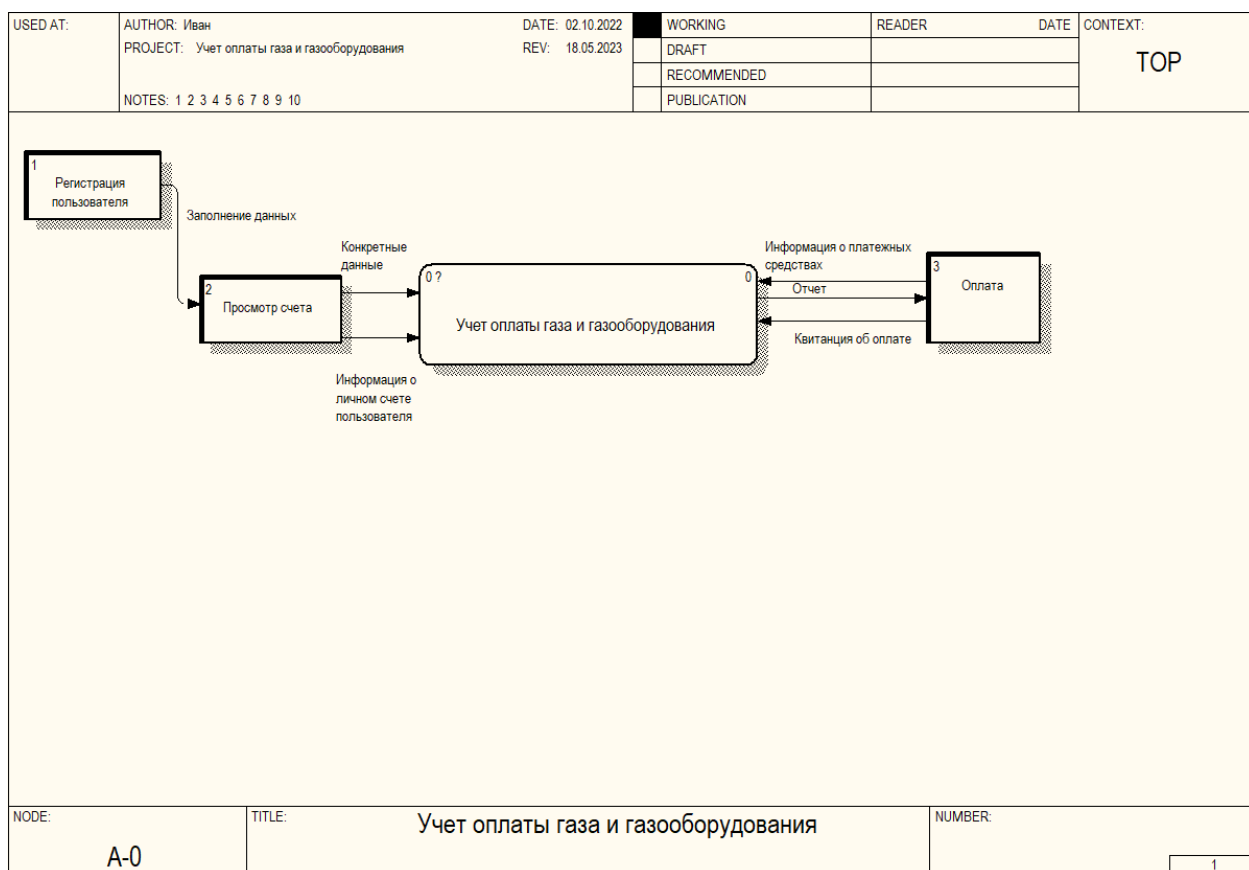 USED AT:
AUTHOR: Иван
DATE: 02.10.2022
WORKING
READER
DATE
CONTEXT:
PROJECT: Учет оплаты газа и газооборудования
REV: 18.05.2023
DRAFT
TOP
RECOMMENDED
NOTES: 1 2 3 4 5 6 7 8 9 10
PUBLICATION
1
Регистрация
пользователя
Заполнение данных
Конкретные
данные
Информация о платежных
средствах
2
Просмотр счета
0 ?
0
Учет оплаты газа и газооборудования
Отчет
3
Оплата
Квитанция об оплате
Информация о
личном счете
пользователя
NODE:
A-0
TITLE:
Учет оплаты газа и газооборудования
NUMBER:
1